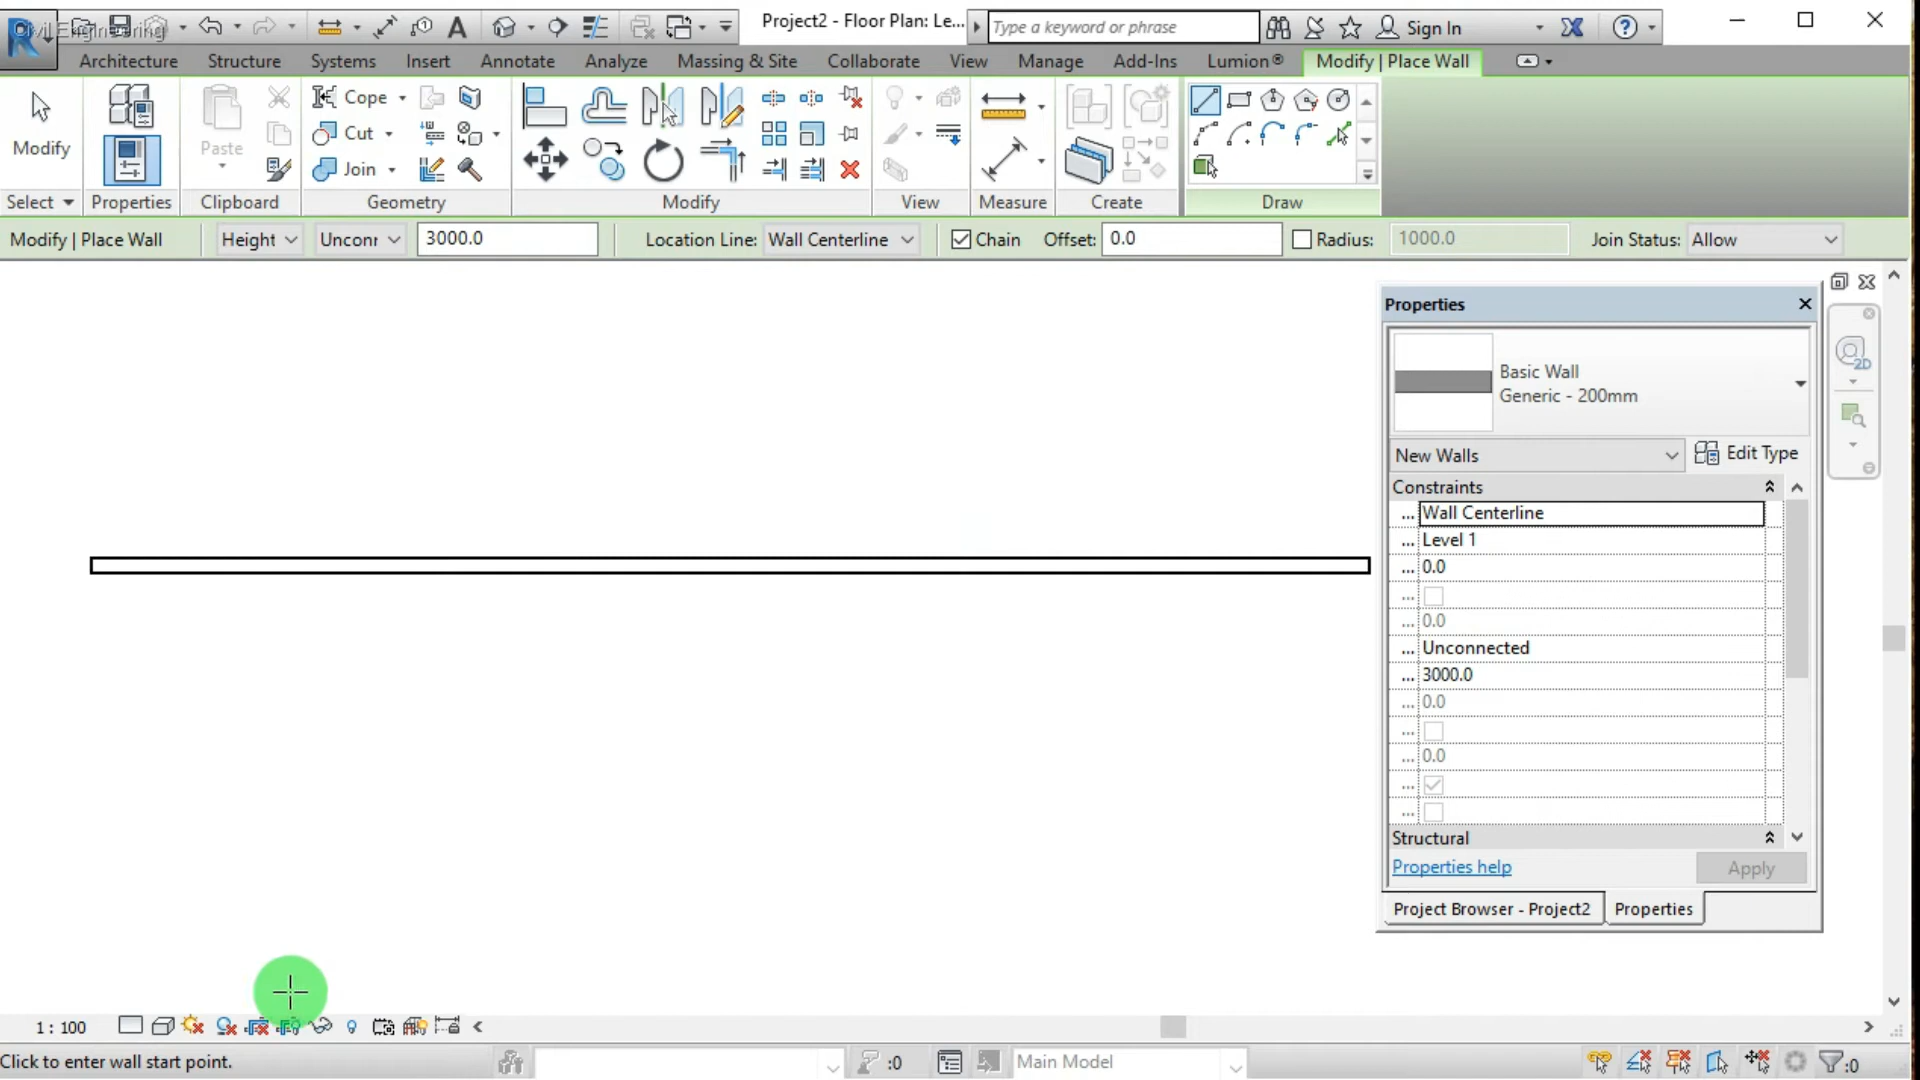 Civil Engineering
Project2 - Floor Plan: Le...
Type a keyword or phrase
Sign In
Architecture
Structure
Systems
Insert
Annotate
Analyze
Massing & Site
Collaborate
View
Manage
Add-Ins
Lumion®
Modify | Place Wall
Modify
Paste
Cope
Cut
Join
Select
Properties
Clipboard
Geometry
Modify
View
Measure
Create
Draw
Modify | Place Wall
Height
Unconr
3000.0
Location Line: Wall Centerline
Chain
Offset: 0.0
Radius: 1000.0
Join Status: Allow
Properties
Basic Wall
Generic - 200mm
New Walls
Edit Type
Constraints
... Wall Centerline
... Level 1
... 0.0
...
... 0.0
... Unconnected
... 3000.0
... 0.0
...
... 0.0
...
...
Structural
Properties help
Apply
Project Browser - Project2
Properties
2D
1 : 100
Click to enter wall start point.
:0
Main Model
:0